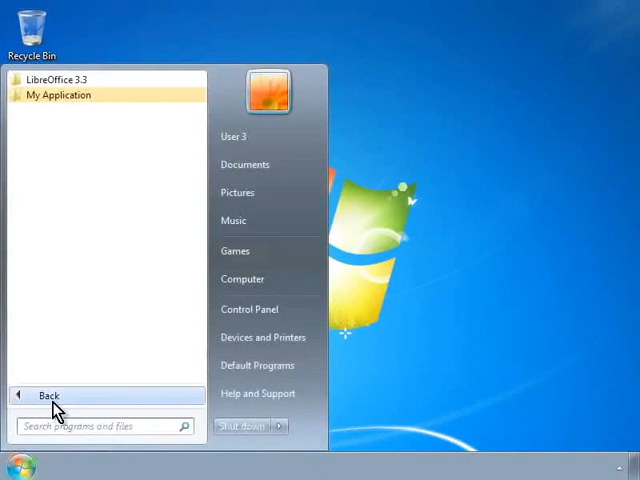 Recycle Bin
LibreOffice 3.3
My Application
User 3
Documents
Pictures
Music
Games
Computer
Control Panel
Devices and Printers
Default Programs
Help and Support
Back
Search programs and files
Shut down